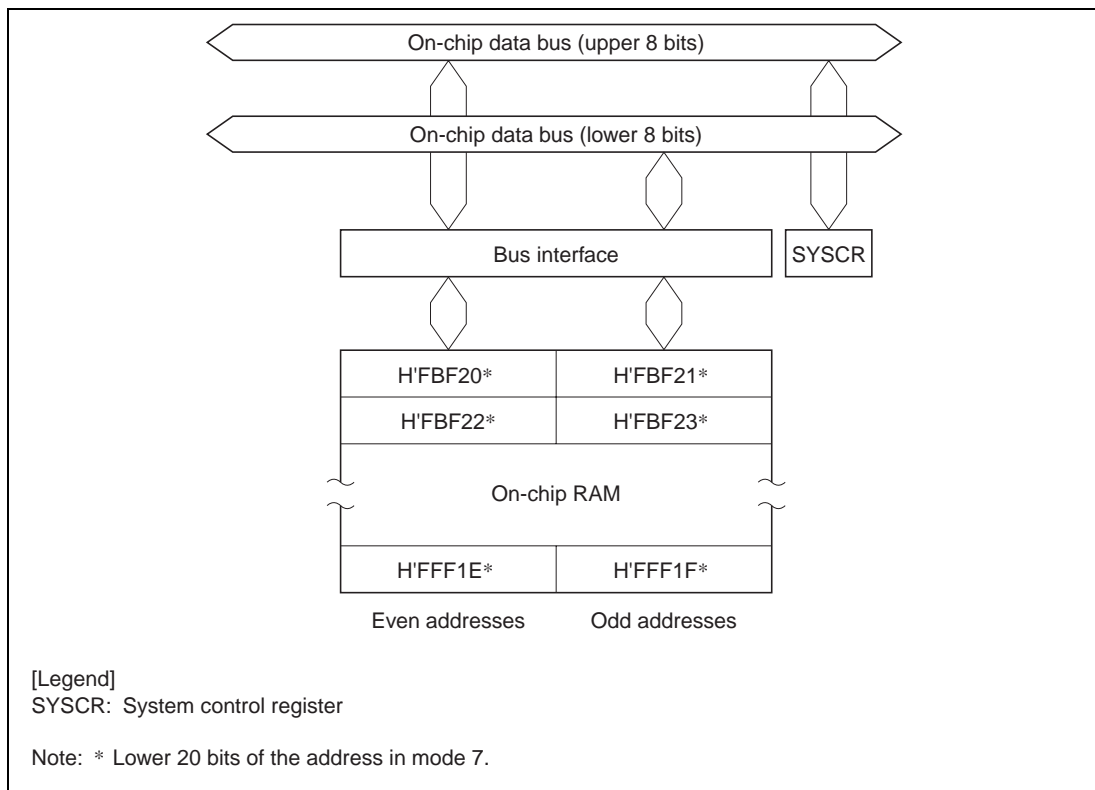 On-chip data bus (upper 8 bits)
On-chip data bus (lower 8 bits)
Bus interface
SYSCR
H'FBF20*
H'FBF21*
H'FBF22*
H'FBF23*
On-chip RAM
H'FFF1E*
H'FFF1F*
Even addresses
Odd addresses
[Legend]
SYSCR: System control register
Note: * Lower 20 bits of the address in mode 7.